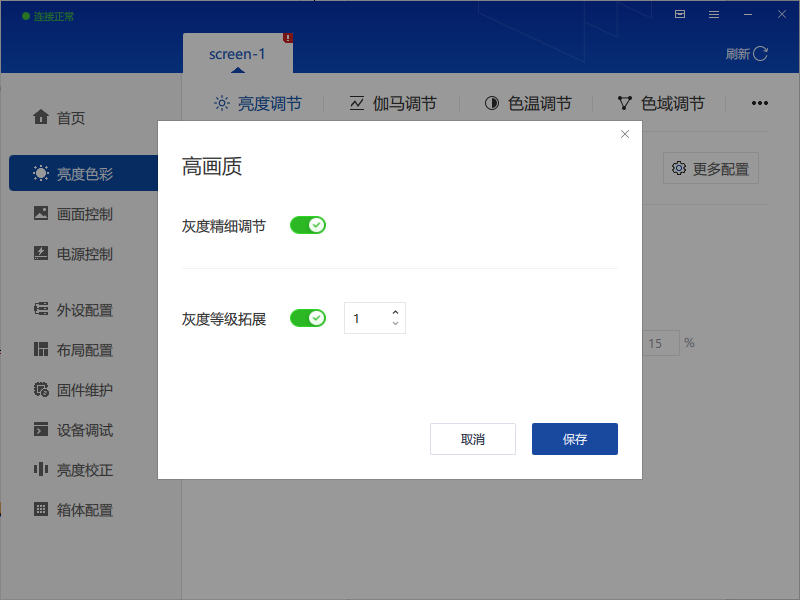 连接正常
screen-1
!
刷新
首页
亮度色彩
画面控制
电源控制
外设配置
布局配置
固件维护
设备调试
亮度校正
箱体配置
亮度调节
伽马调节
色温调节
色域调节
更多配置
15 %
高画质
灰度精细调节
灰度等级拓展
1
取消
保存